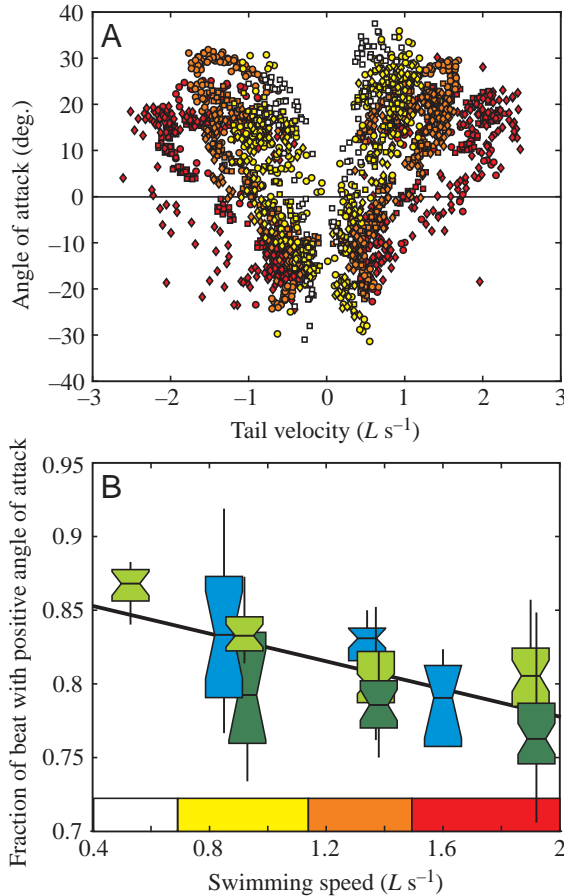 A
40
30
20
10
0
–10
–20
–30
–40
Angle of attack (deg.)
–3 –2 –1 0 1 2 3
Tail velocity (L s–1)
B
0.95
0.9
0.85
0.8
0.75
0.7
Fraction of beat with positive angle of attack
0.4 0.8 1.2 1.6 2
Swimming speed (L s–1)